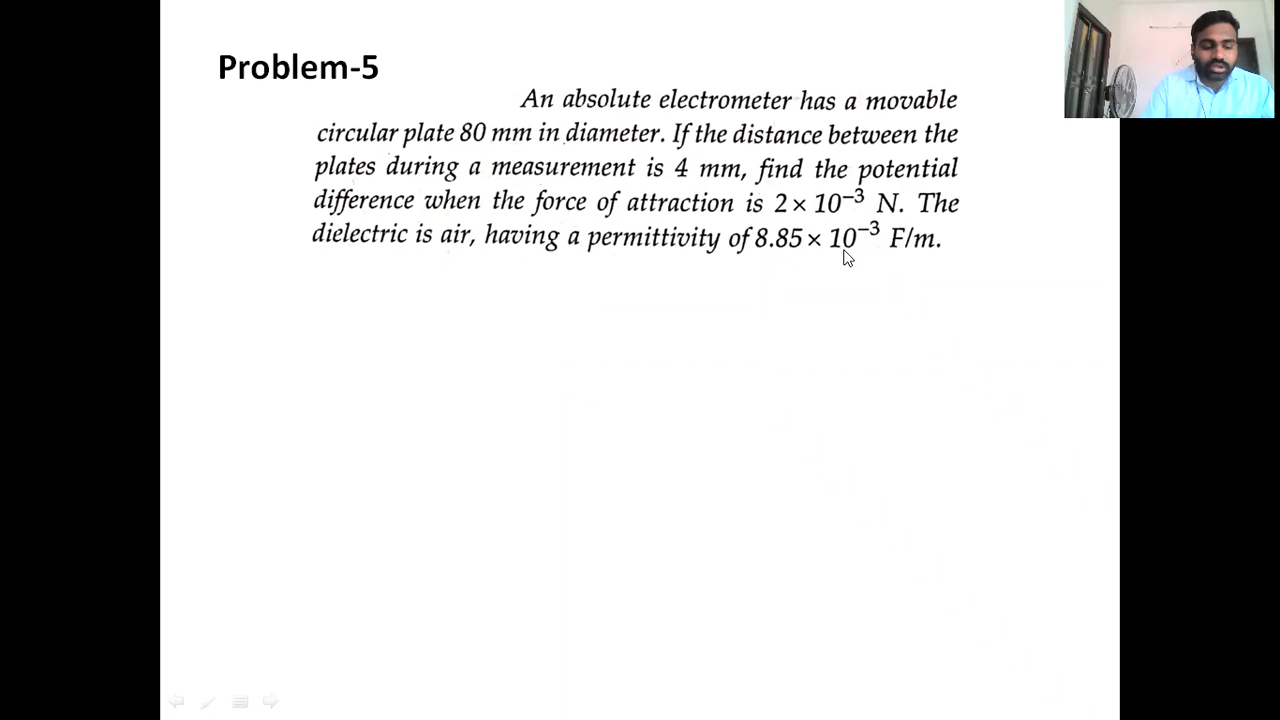 Problem-5
An absolute electrometer has a movable
circular plate 80 mm in diameter. If the distance between the
plates during a measurement is 4 mm, find the potential
difference when the force of attraction is 2 × 10⁻³ N. The
dielectric is air, having a permittivity of 8.85 × 10⁻³ F/m.